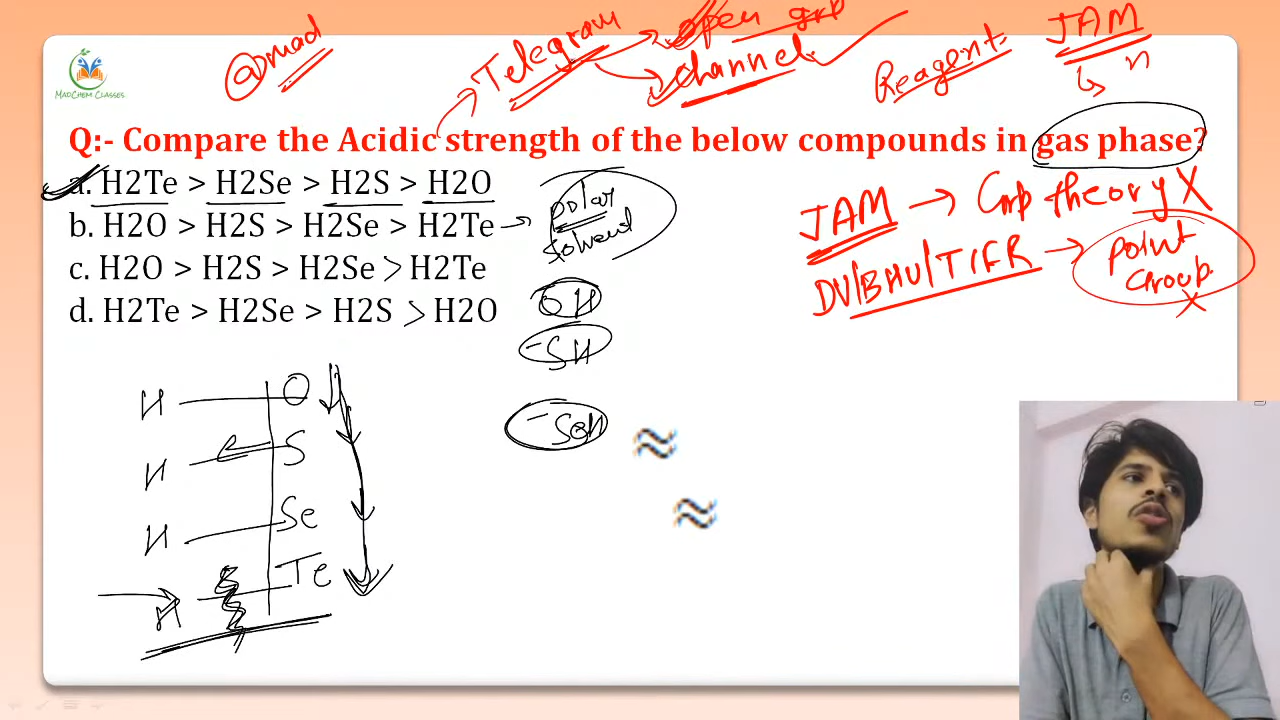 @mad
Telegram
open grp
channel
Reagent
JAM
n
MADCHEM CLASSES
Q:- Compare the Acidic strength of the below compounds in gas phase?
a. H2Te > H2Se > H2S > H2O
b. H2O > H2S > H2Se > H2Te
polar
solvent
c. H2O > H2S > H2Se > H2Te
d. H2Te > H2Se > H2S > H2O
JAM → Grp theory X
DU/BHU/TIFR → point
Group
X
OH
-SH
-SeH
≈
≈
H O
H S
H Se
H Te